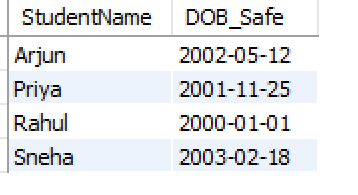 StudentName DOB_Safe
Arjun 2002-05-12
Priya 2001-11-25
Rahul 2000-01-01
Sneha 2003-02-18